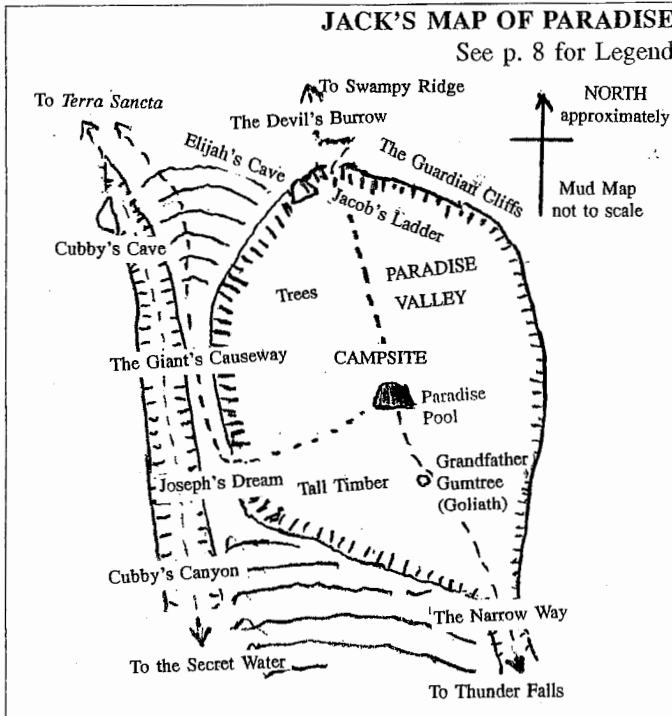 JACK'S MAP OF PARADISE
See p. 8 for Legend
To Swampy Ridge
To Terra Sancta
NORTH
approximately
The Devil's Burrow
Elijah's Cave
The Guardian Cliffs
Mud Map
not to scale
Jacob's Ladder
Cubby's Cave
PARADISE
VALLEY
Trees
The Giant's Causeway
CAMPSITE
Paradise
Pool
Grandfather
Gumtree
(Goliath)
Joseph's Dream
Tall Timber
Cubby's Canyon
The Narrow Way
To the Secret Water
To Thunder Falls